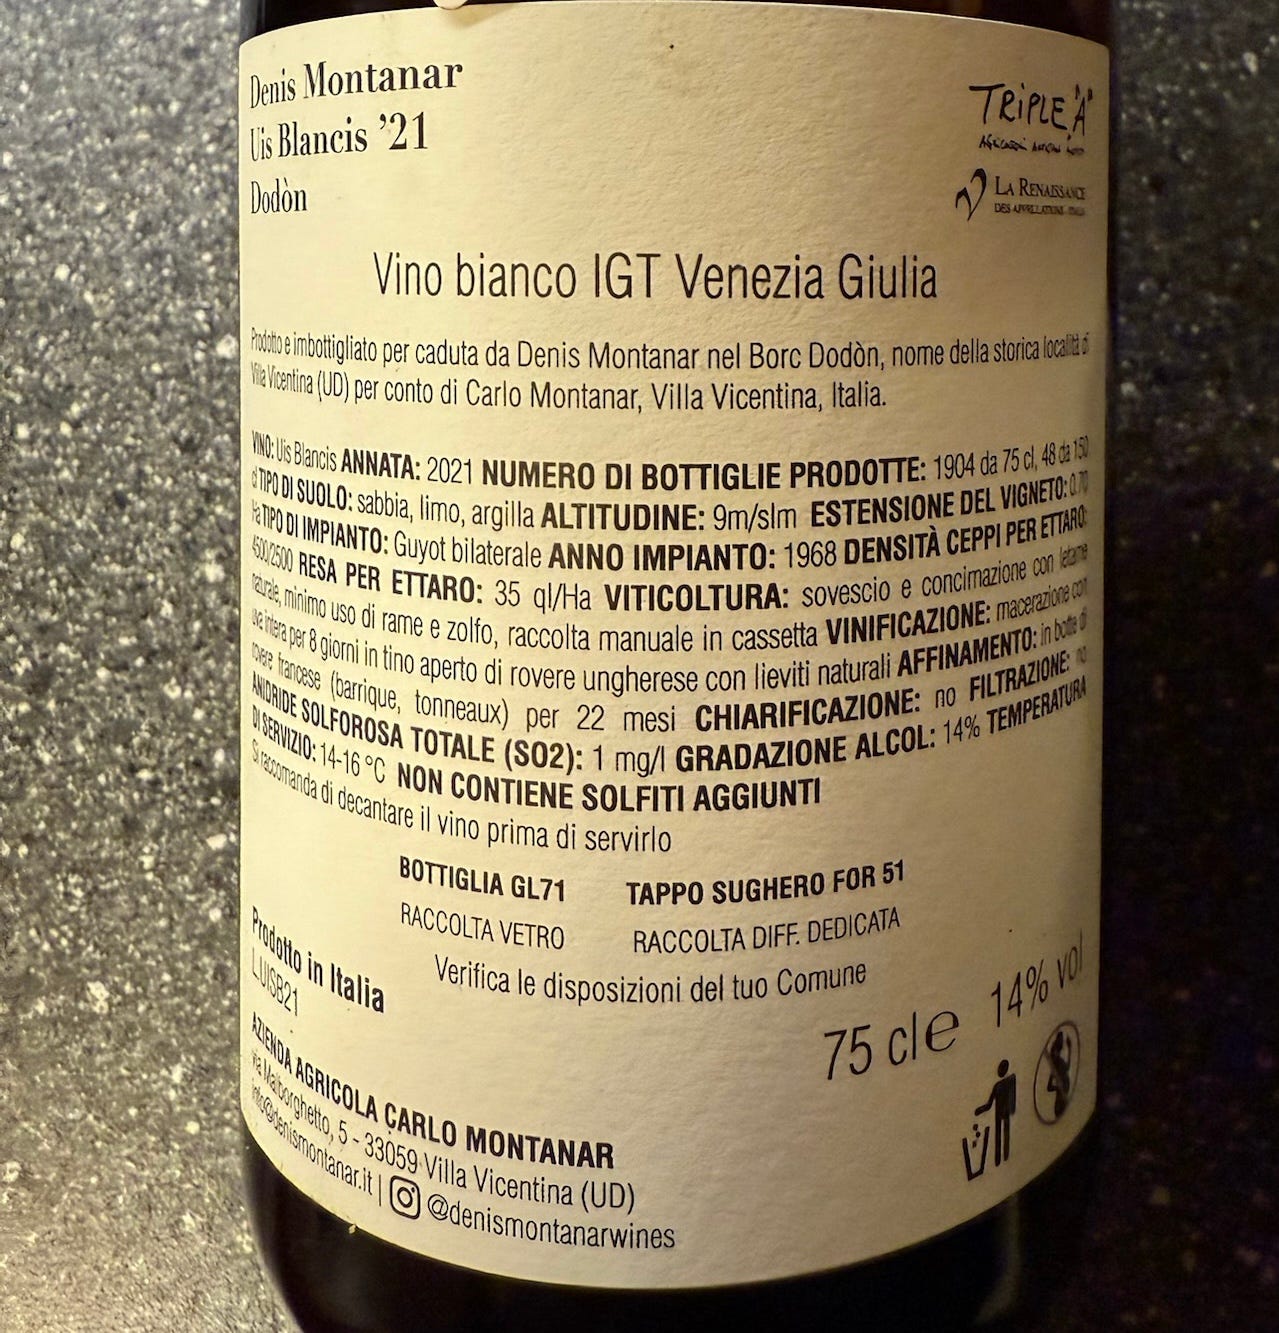 Denis Montanar
Uis Blancis '21
Dodòn
TRiPLE "A"
LA RENAISSANCE
DES APPELLATIONS ITALIA
Vino bianco IGT Venezia Giulia
Prodotto e imbottigliato per caduta da Denis Montanar nel Borc Dodòn, nome della storica località di
Villa Vicentina (UD) per conto di Carlo Montanar, Villa Vicentina, Italia.
VINO: Uis Blancis ANNATA: 2021 NUMERO DI BOTTIGLIE PRODOTTE: 1904 da 75 cl, 48 da 150
cl TIPO DI SUOLO: sabbia, limo, argilla ALTITUDINE: 9m/slm ESTENSIONE DEL VIGNETO: 0.70
Ha TIPO DI IMPIANTO: Guyot bilaterale ANNO IMPIANTO: 1968 DENSITÀ CEPPI PER ETTARO:
4500/2500 RESA PER ETTARO: 35 ql/Ha VITICOLTURA: sovescio e concimazione con letame
naturale, minimo uso di rame e zolfo, raccolta manuale in cassetta VINIFICAZIONE: macerazione con
uva intera per 8 giorni in tino aperto di rovere ungherese con lieviti naturali AFFINAMENTO: in botte di
rovere francese (barrique, tonneaux) per 22 mesi CHIARIFICAZIONE: no FILTRAZIONE: no
ANIDRIDE SOLFOROSA TOTALE (SO2): 1 mg/l GRADAZIONE ALCOL: 14% TEMPERATURA
DI SERVIZIO: 14-16 °C NON CONTIENE SOLFITI AGGIUNTI
Si raccomanda di decantare il vino prima di servirlo
BOTTIGLIA GL71 TAPPO SUGHERO FOR 51
RACCOLTA VETRO RACCOLTA DIFF. DEDICATA
Verifica le disposizioni del tuo Comune
Prodotto in Italia
LUISB21
75 cl e 14% vol
AZIENDA AGRICOLA CARLO MONTANAR
via Malborghetto, 5 - 33059 Villa Vicentina (UD)
info@denismontanar.it | @denismontanarwines